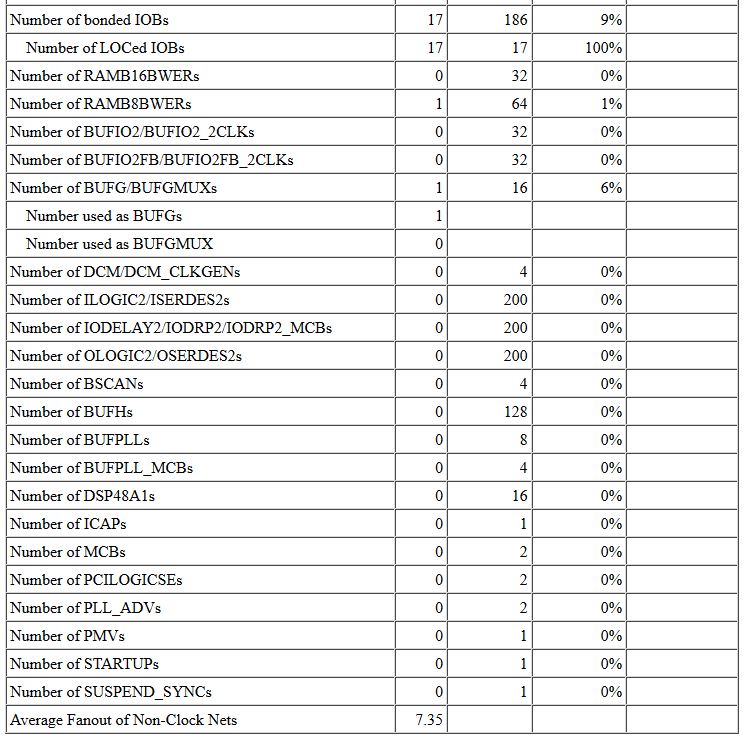 Number of bonded IOBs 17 186 9%
Number of LOCed IOBs 17 17 100%
Number of RAMB16BWERs 0 32 0%
Number of RAMB8BWERs 1 64 1%
Number of BUFIO2/BUFIO2_2CLKs 0 32 0%
Number of BUFIO2FB/BUFIO2FB_2CLKs 0 32 0%
Number of BUFG/BUFGMUXs 1 16 6%
Number used as BUFGs 1
Number used as BUFGMUX 0
Number of DCM/DCM_CLKGENs 0 4 0%
Number of ILOGIC2/ISERDES2s 0 200 0%
Number of IODELAY2/IODRP2/IODRP2_MCBs 0 200 0%
Number of OLOGIC2/OSERDES2s 0 200 0%
Number of BSCANs 0 4 0%
Number of BUFHs 0 128 0%
Number of BUFPLLs 0 8 0%
Number of BUFPLL_MCBs 0 4 0%
Number of DSP48A1s 0 16 0%
Number of ICAPs 0 1 0%
Number of MCBs 0 2 0%
Number of PCILOGICSEs 0 2 0%
Number of PLL_ADVs 0 2 0%
Number of PMVs 0 1 0%
Number of STARTUPs 0 1 0%
Number of SUSPEND_SYNCs 0 1 0%
Average Fanout of Non-Clock Nets 7.35